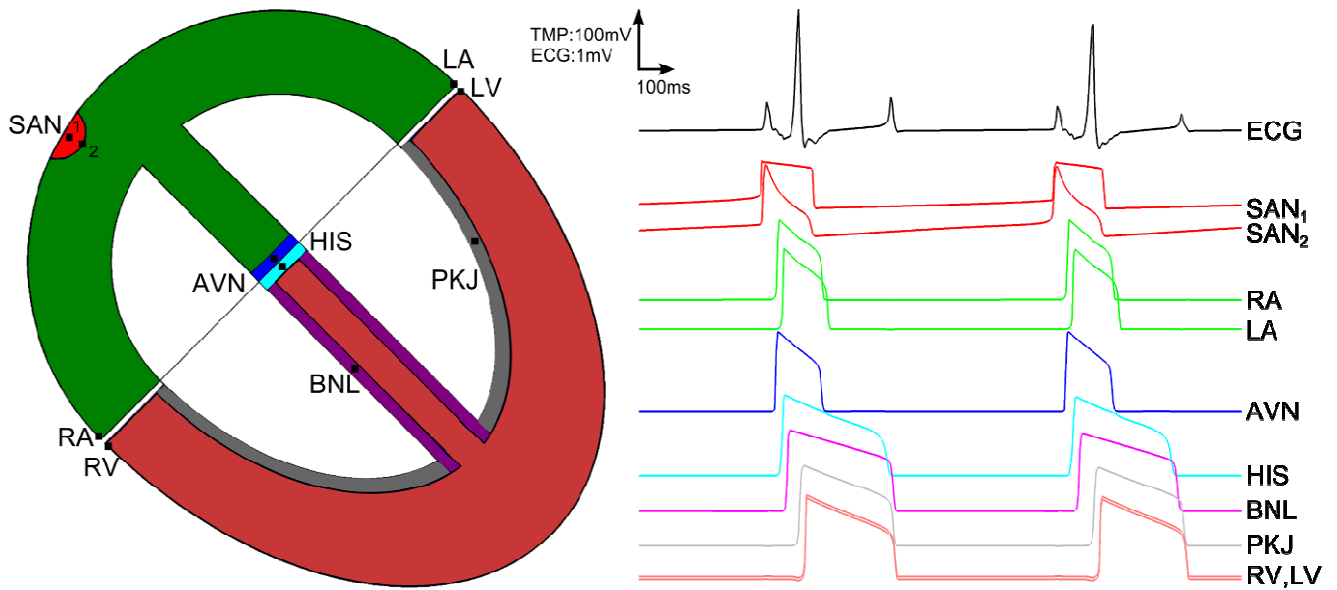 LA
LV
SAN 1
2
HIS
AVN
PKJ
BNL
RA
RV
TMP:100mV
ECG:1mV
100ms
ECG
SAN1
SAN2
RA
LA
AVN
HIS
BNL
PKJ
RV,LV